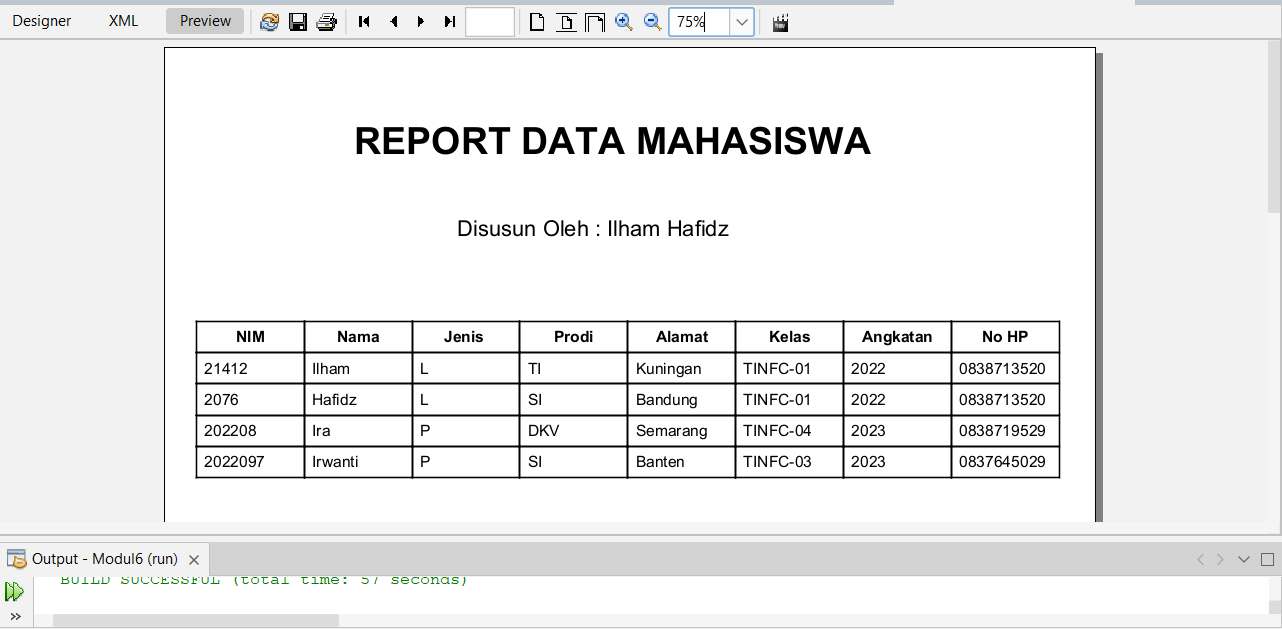 Designer XML Preview 75%
REPORT DATA MAHASISWA
Disusun Oleh : Ilham Hafidz
NIM Nama Jenis Prodi Alamat Kelas Angkatan No HP
21412 Ilham L TI Kuningan TINFC-01 2022 0838713520
2076 Hafidz L SI Bandung TINFC-01 2022 0838713520
202208 Ira P DKV Semarang TINFC-04 2023 0838719529
2022097 Irwanti P SI Banten TINFC-03 2023 0837645029
Output - Modul6 (run)
BUILD SUCCESSFUL (total time: 57 seconds)